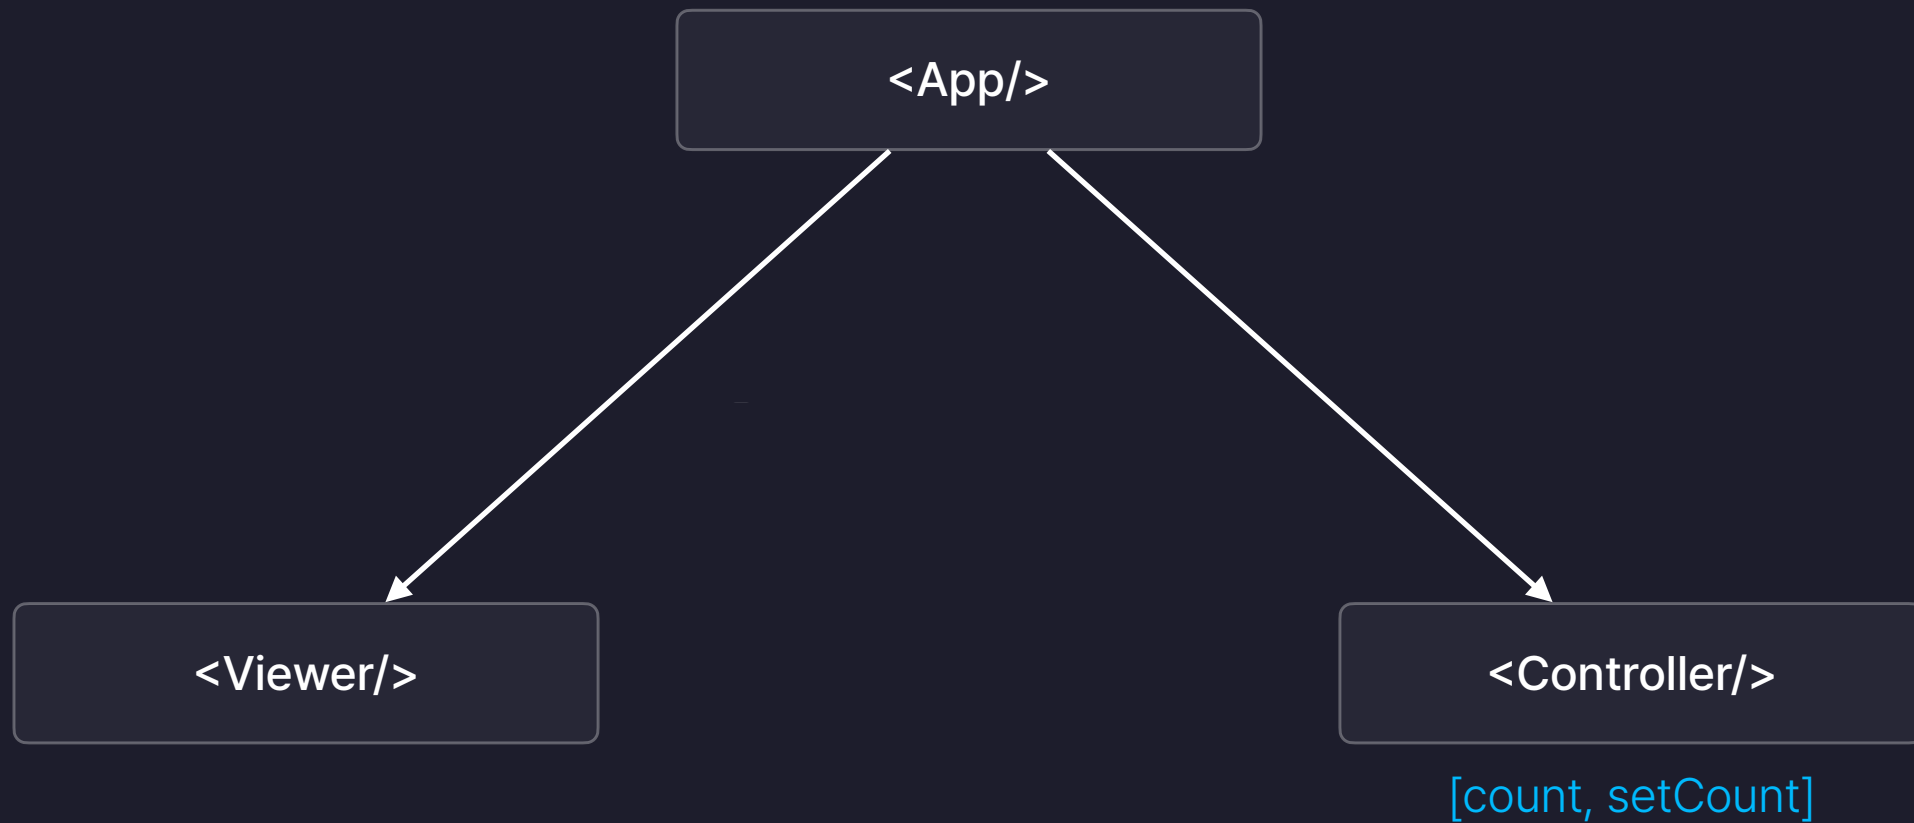 <App/>
<Viewer/>
<Controller/>
[count, setCount]